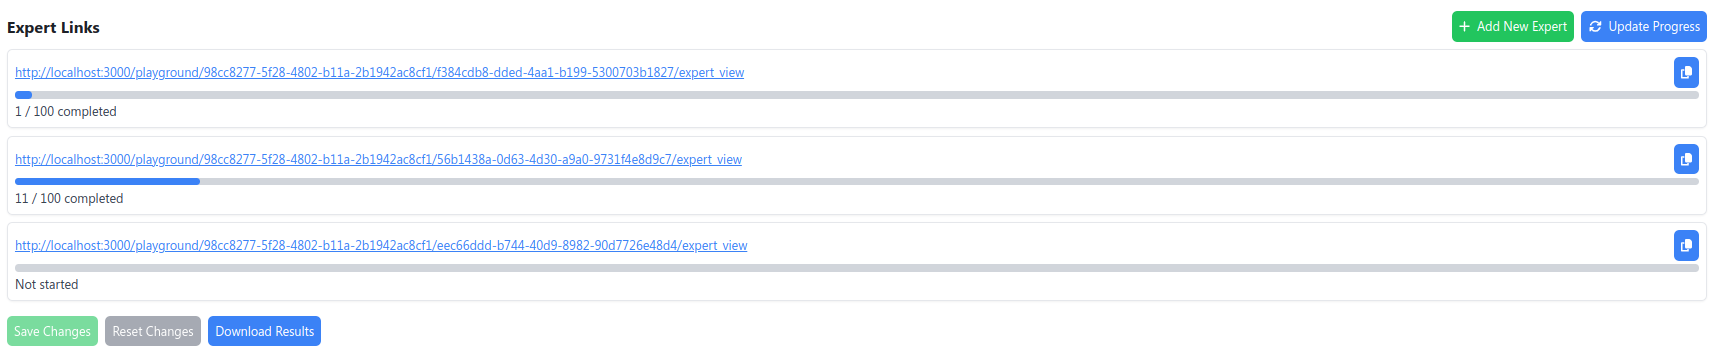 Expert Links
Add New Expert
Update Progress
http://localhost:3000/playground/98cc8277-5f28-4802-b11a-2b1942ac8cf1/f384cdb8-dded-4aa1-b199-5300703b1827/expert_view
1 / 100 completed
http://localhost:3000/playground/98cc8277-5f28-4802-b11a-2b1942ac8cf1/56b1438a-0d63-4d30-a9a0-9731f4e8d9c7/expert_view
11 / 100 completed
http://localhost:3000/playground/98cc8277-5f28-4802-b11a-2b1942ac8cf1/eec66ddd-b744-40d9-8982-90d7726e48d4/expert_view
Not started
Save Changes
Reset Changes
Download Results